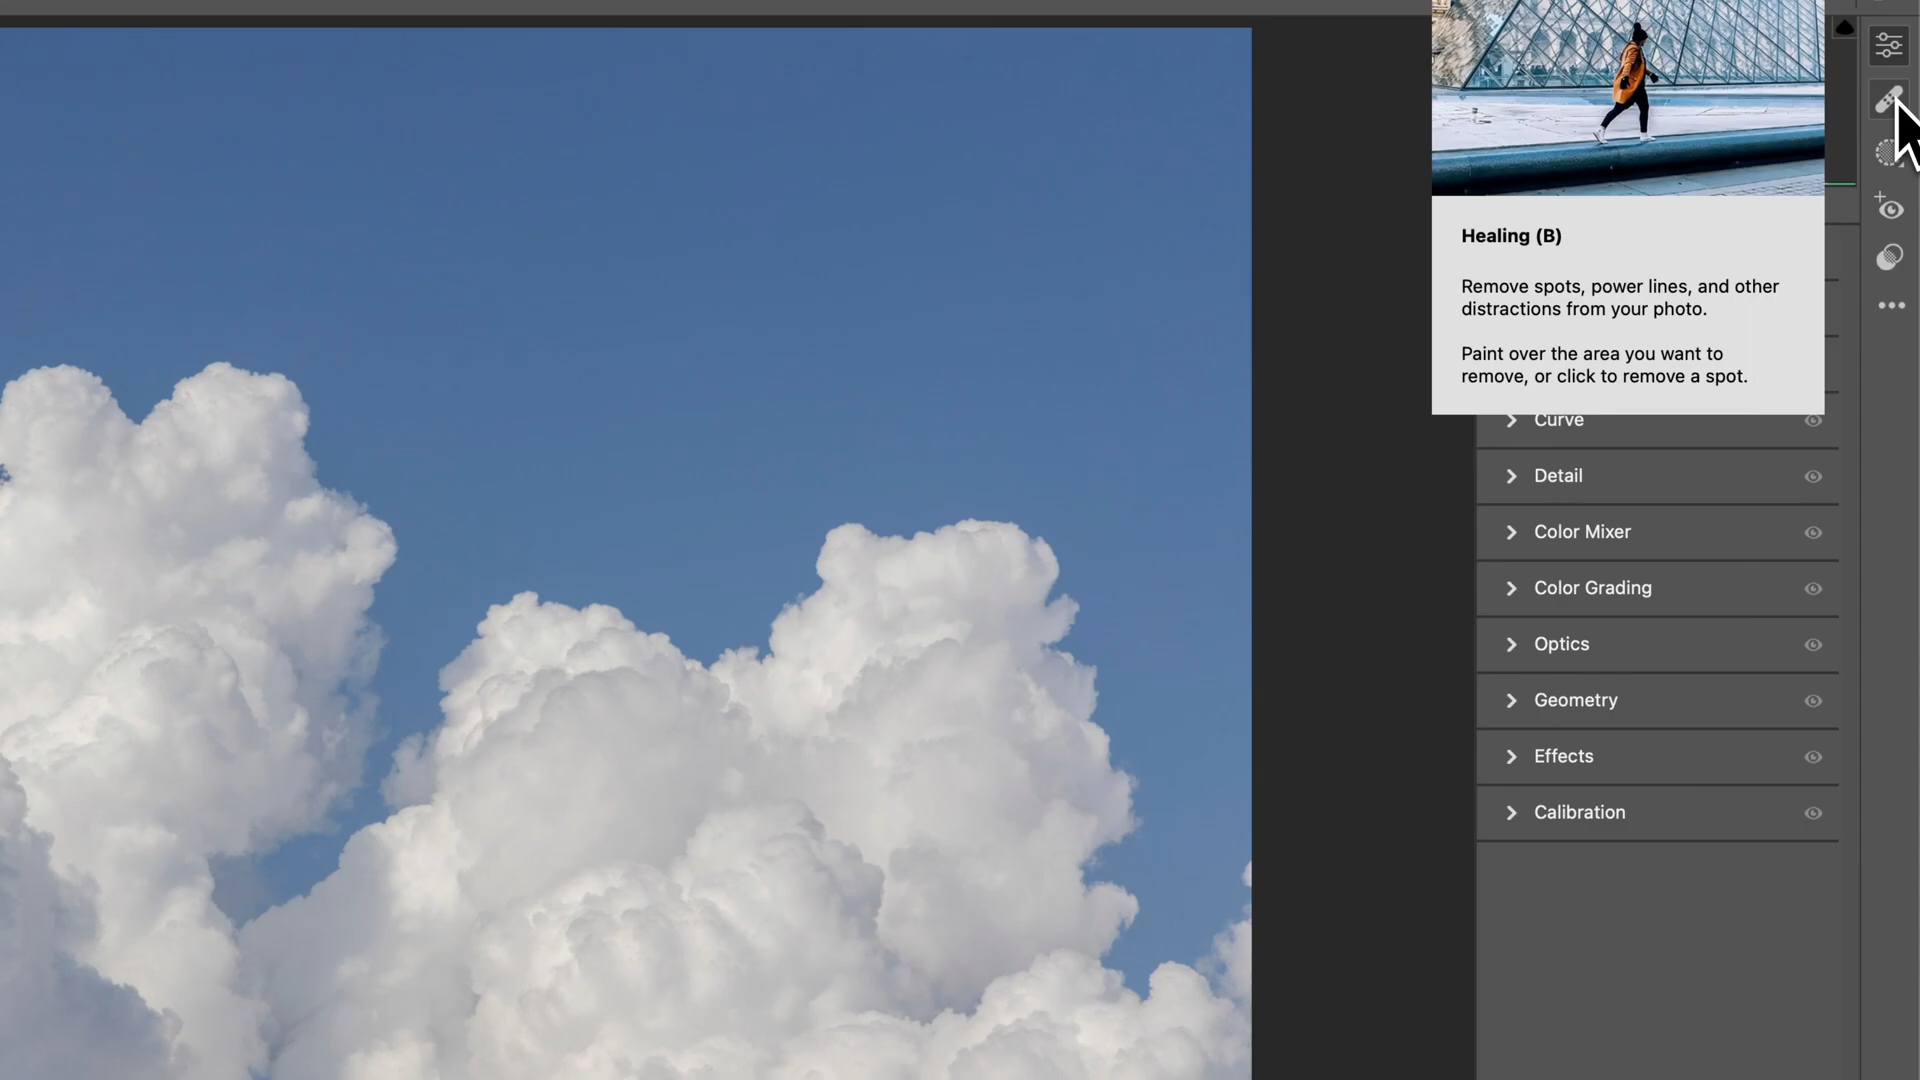 Healing (B)
Remove spots, power lines, and other
distractions from your photo.
Paint over the area you want to
remove, or click to remove a spot.
Curve
Detail
Color Mixer
Color Grading
Optics
Geometry
Effects
Calibration